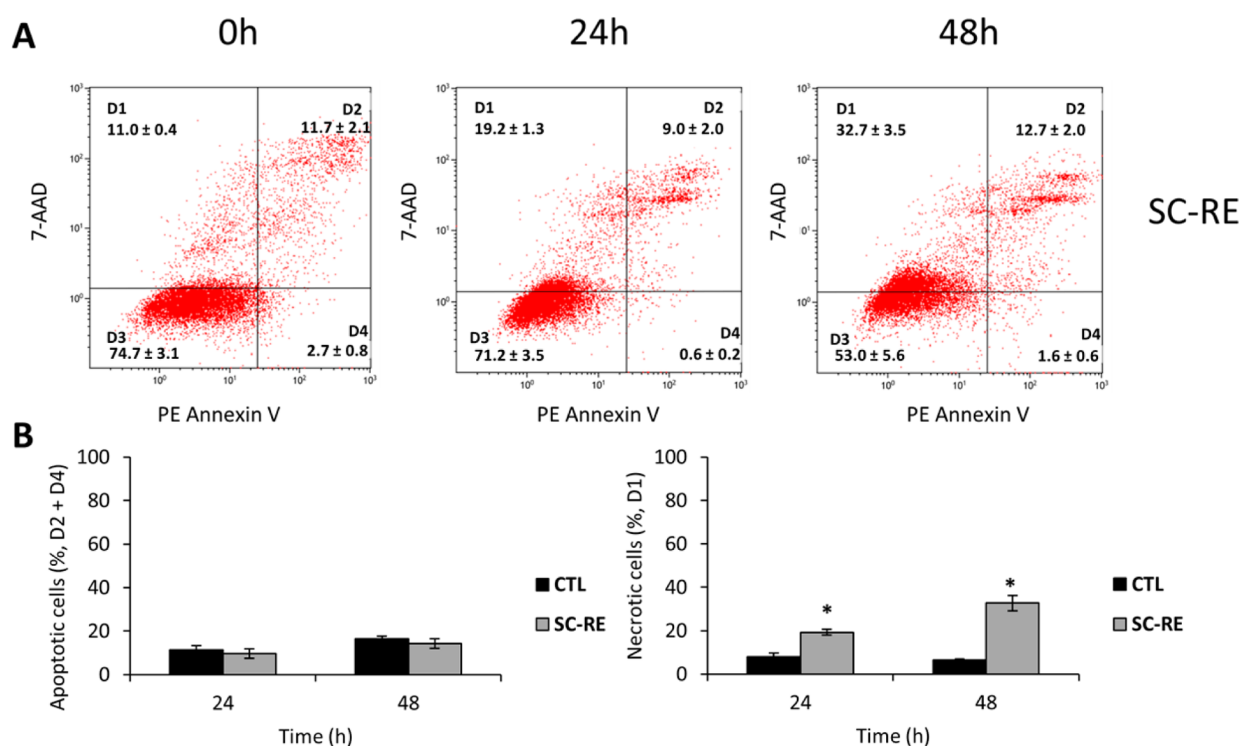 A
0h
24h
48h
10³
10²
10¹
10⁰
7-AAD
D1
11.0 ± 0.4
D2
11.7 ± 2.1
D3
74.7 ± 3.1
D4
2.7 ± 0.8
10⁰
10¹
10²
10³
PE Annexin V
10³
10²
10¹
10⁰
7-AAD
D1
19.2 ± 1.3
D2
9.0 ± 2.0
D3
71.2 ± 3.5
D4
0.6 ± 0.2
10⁰
10¹
10²
10³
PE Annexin V
10³
10²
10¹
10⁰
7-AAD
D1
32.7 ± 3.5
D2
12.7 ± 2.0
D3
53.0 ± 5.6
D4
1.6 ± 0.6
10⁰
10¹
10²
10³
PE Annexin V
SC-RE
B
Apoptotic cells (%, D2 + D4)
100
80
60
40
20
0
24
48
Time (h)
CTL
SC-RE
Necrotic cells (%, D1)
100
80
60
40
20
0
*
*
24
48
Time (h)
CTL
SC-RE